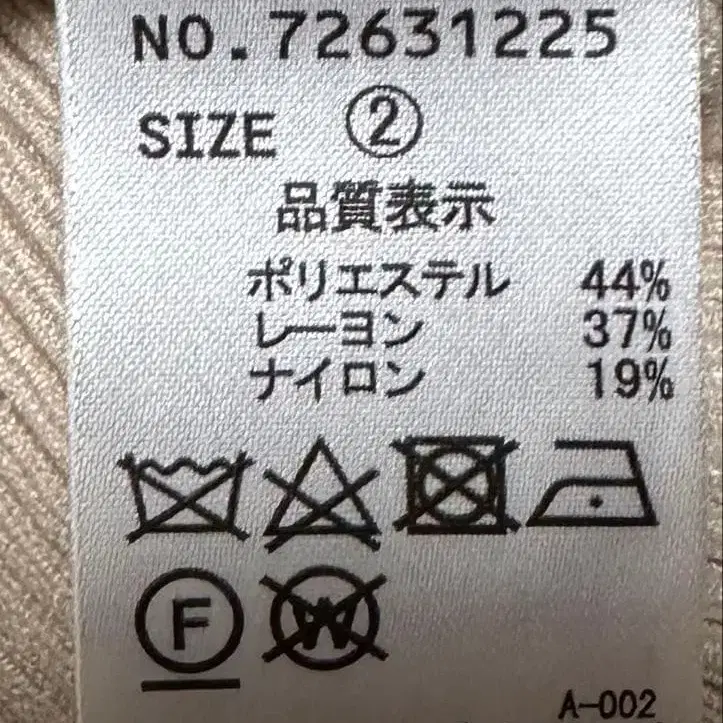 NO.72631225
SIZE ②
品質表示
ポリエステル 44%
レーヨン 37%
ナイロン 19%
F W
A-002